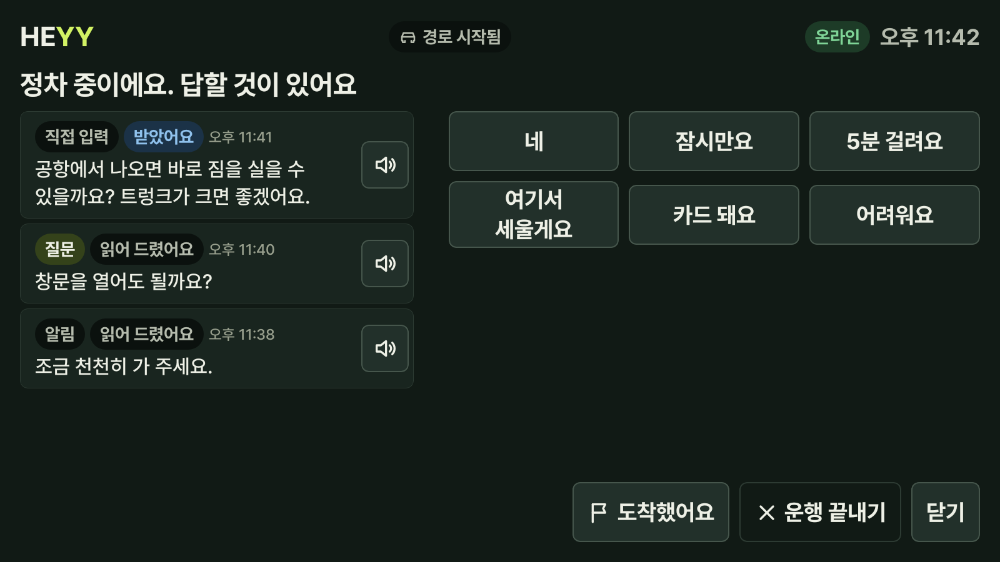 HEYY
경로 시작됨
온라인 오후 11:42
정차 중이에요. 답할 것이 있어요
직접 입력 받았어요 오후 11:41
공항에서 나오면 바로 짐을 실을 수
있을까요? 트렁크가 크면 좋겠어요.
질문 읽어 드렸어요 오후 11:40
창문을 열어도 될까요?
알림 읽어 드렸어요 오후 11:38
조금 천천히 가 주세요.
네
잠시만요
5분 걸려요
여기서
세울게요
카드 돼요
어려워요
도착했어요
운행 끝내기
닫기